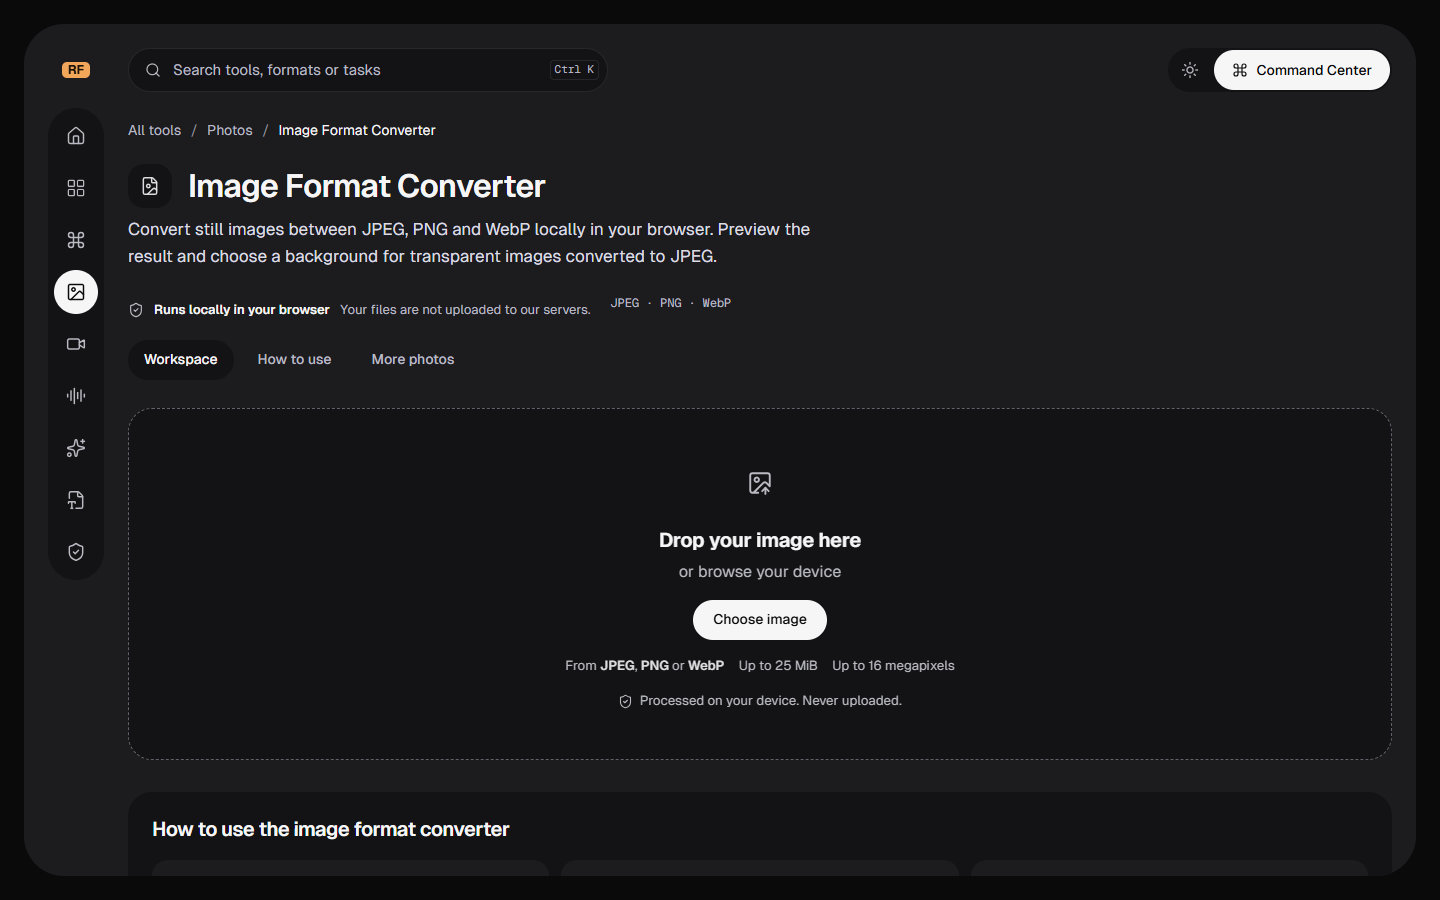 RF
Search tools, formats or tasks
Ctrl K
Command Center
All tools / Photos / Image Format Converter
Image Format Converter
Convert still images between JPEG, PNG and WebP locally in your browser. Preview the
result and choose a background for transparent images converted to JPEG.
Runs locally in your browser Your files are not uploaded to our servers. JPEG · PNG · WebP
Workspace How to use More photos
Drop your image here
or browse your device
Choose image
From JPEG, PNG or WebP Up to 25 MiB Up to 16 megapixels
Processed on your device. Never uploaded.
How to use the image format converter